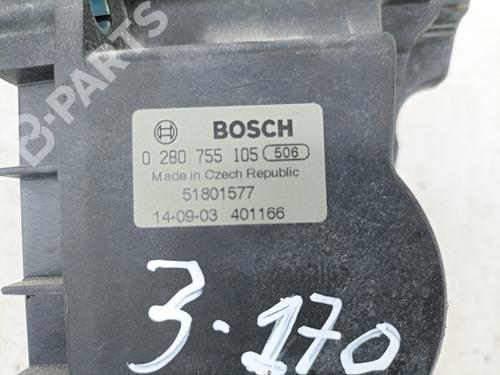 B-PARTS
BOSCH
0 280 755 105 506
Made in Czech Republic
51801577
14-09-03 401166
3-170